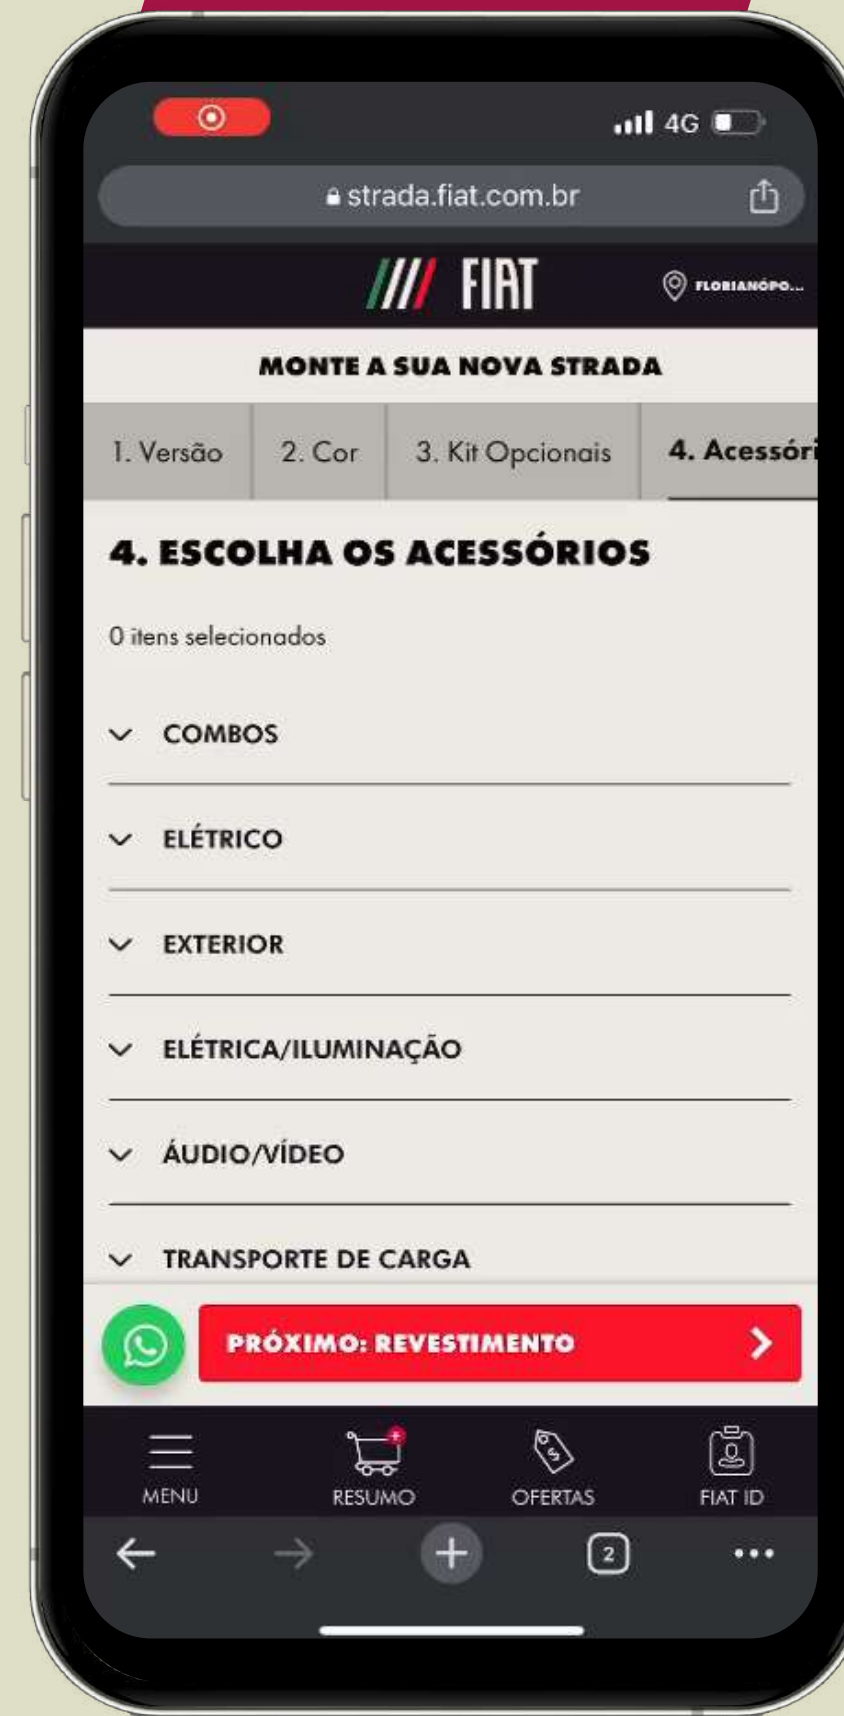 4G
strada.fiat.com.br
FIAT
FLORIANÓPO...
MONTE A SUA NOVA STRADA
1. Versão 2. Cor 3. Kit Opcionais 4. Acessóri
4. ESCOLHA OS ACESSÓRIOS
0 itens selecionados
COMBOS
ELÉTRICO
EXTERIOR
ELÉTRICA/ILUMINAÇÃO
ÁUDIO/VÍDEO
TRANSPORTE DE CARGA
PRÓXIMO: REVESTIMENTO
MENU RESUMO OFERTAS FIAT ID
2